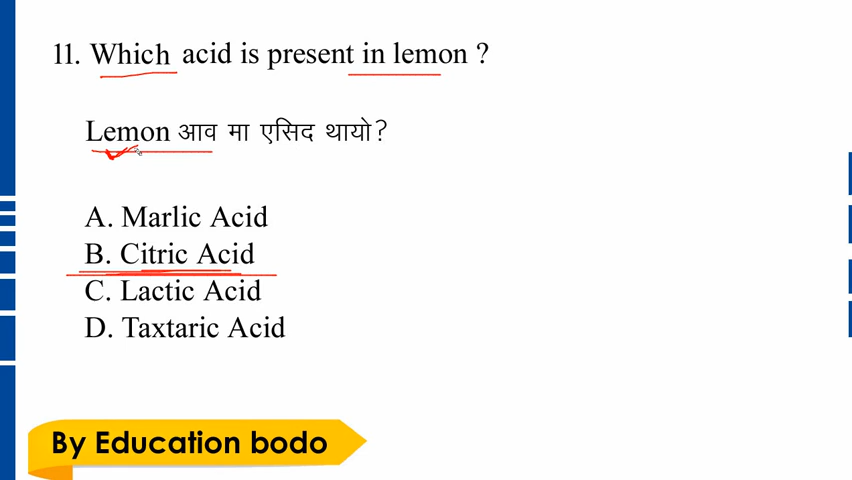 11. Which acid is present in lemon ?
Lemon आव मा एसिद थायो?
A. Marlic Acid
B. Citric Acid
C. Lactic Acid
D. Taxtaric Acid
By Education bodo